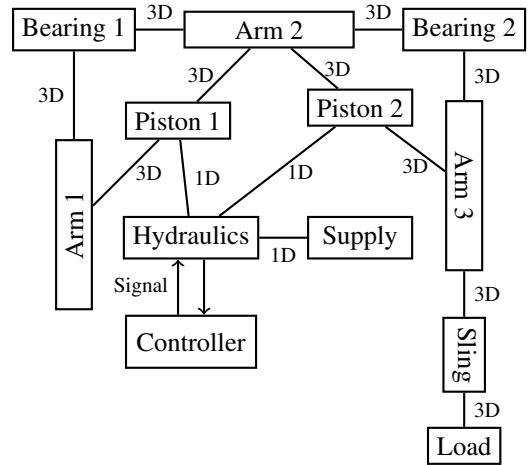 3D
3D
Bearing 1
Arm 2
Bearing 2
3D
3D
3D
3D
Piston 1
Piston 2
3D
1D
1D
3D
Arm 1
Arm 3
Hydraulics
Supply
1D
Signal
3D
Controller
Sling
3D
Load